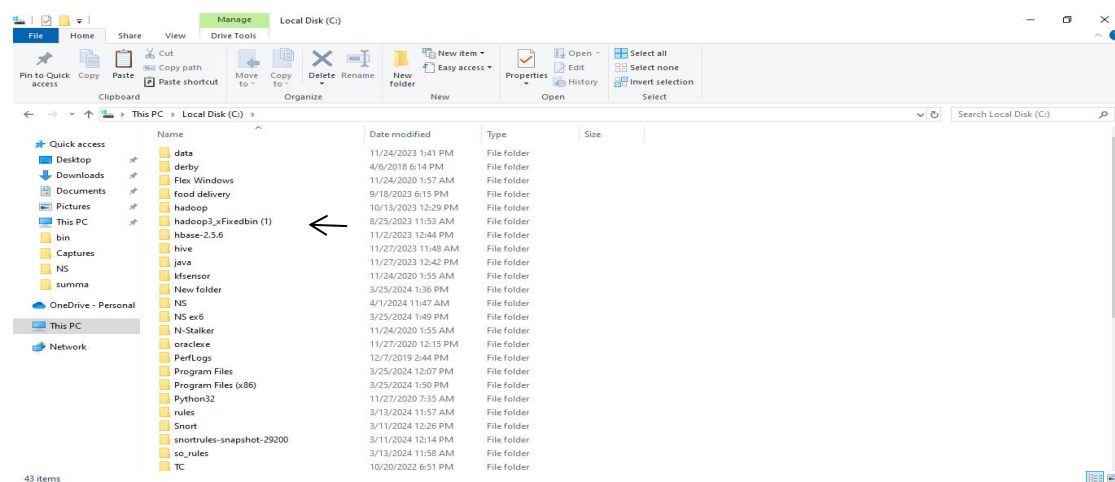 Manage Local Disk (C:)
File Home Share View Drive Tools
Pin to Quick access
Copy
Paste
Cut
Copy path
Paste shortcut
Clipboard
Move to
Copy to
Delete
Rename
Organize
New folder
New item
Easy access
New
Properties
Open
Edit
History
Open
Select all
Select none
Invert selection
Select
This PC > Local Disk (C:) >
Search Local Disk (C:)
Quick access
Desktop
Downloads
Documents
Pictures
This PC
bin
Captures
NS
summa
OneDrive - Personal
This PC
Network
Name Date modified Type Size
data 11/24/2023 1:41 PM File folder
derby 4/6/2018 6:14 PM File folder
Flex Windows 11/24/2020 1:57 AM File folder
food delivery 9/18/2023 6:15 PM File folder
hadoop 10/13/2023 12:29 PM File folder
hadoop3_xFixedbin (1) 8/25/2023 11:53 AM File folder
hbase-2.5.6 11/2/2023 12:44 PM File folder
hive 11/27/2023 11:48 AM File folder
java 11/27/2023 12:42 PM File folder
kfsensor 11/24/2020 1:55 AM File folder
New folder 3/25/2024 1:36 PM File folder
NS 4/1/2024 11:47 AM File folder
NS ex6 3/25/2024 1:49 PM File folder
N-Stalker 11/24/2020 1:55 AM File folder
oraclexe 11/27/2020 12:15 PM File folder
PerfLogs 12/7/2019 2:44 PM File folder
Program Files 3/25/2024 12:07 PM File folder
Program Files (x86) 3/25/2024 1:50 PM File folder
Python32 11/27/2020 7:35 AM File folder
rules 3/13/2024 11:57 AM File folder
Snort 3/11/2024 12:26 PM File folder
snortrules-snapshot-29200 3/11/2024 12:14 PM File folder
so_rules 3/13/2024 11:58 AM File folder
TC 10/20/2022 6:51 PM File folder
43 items